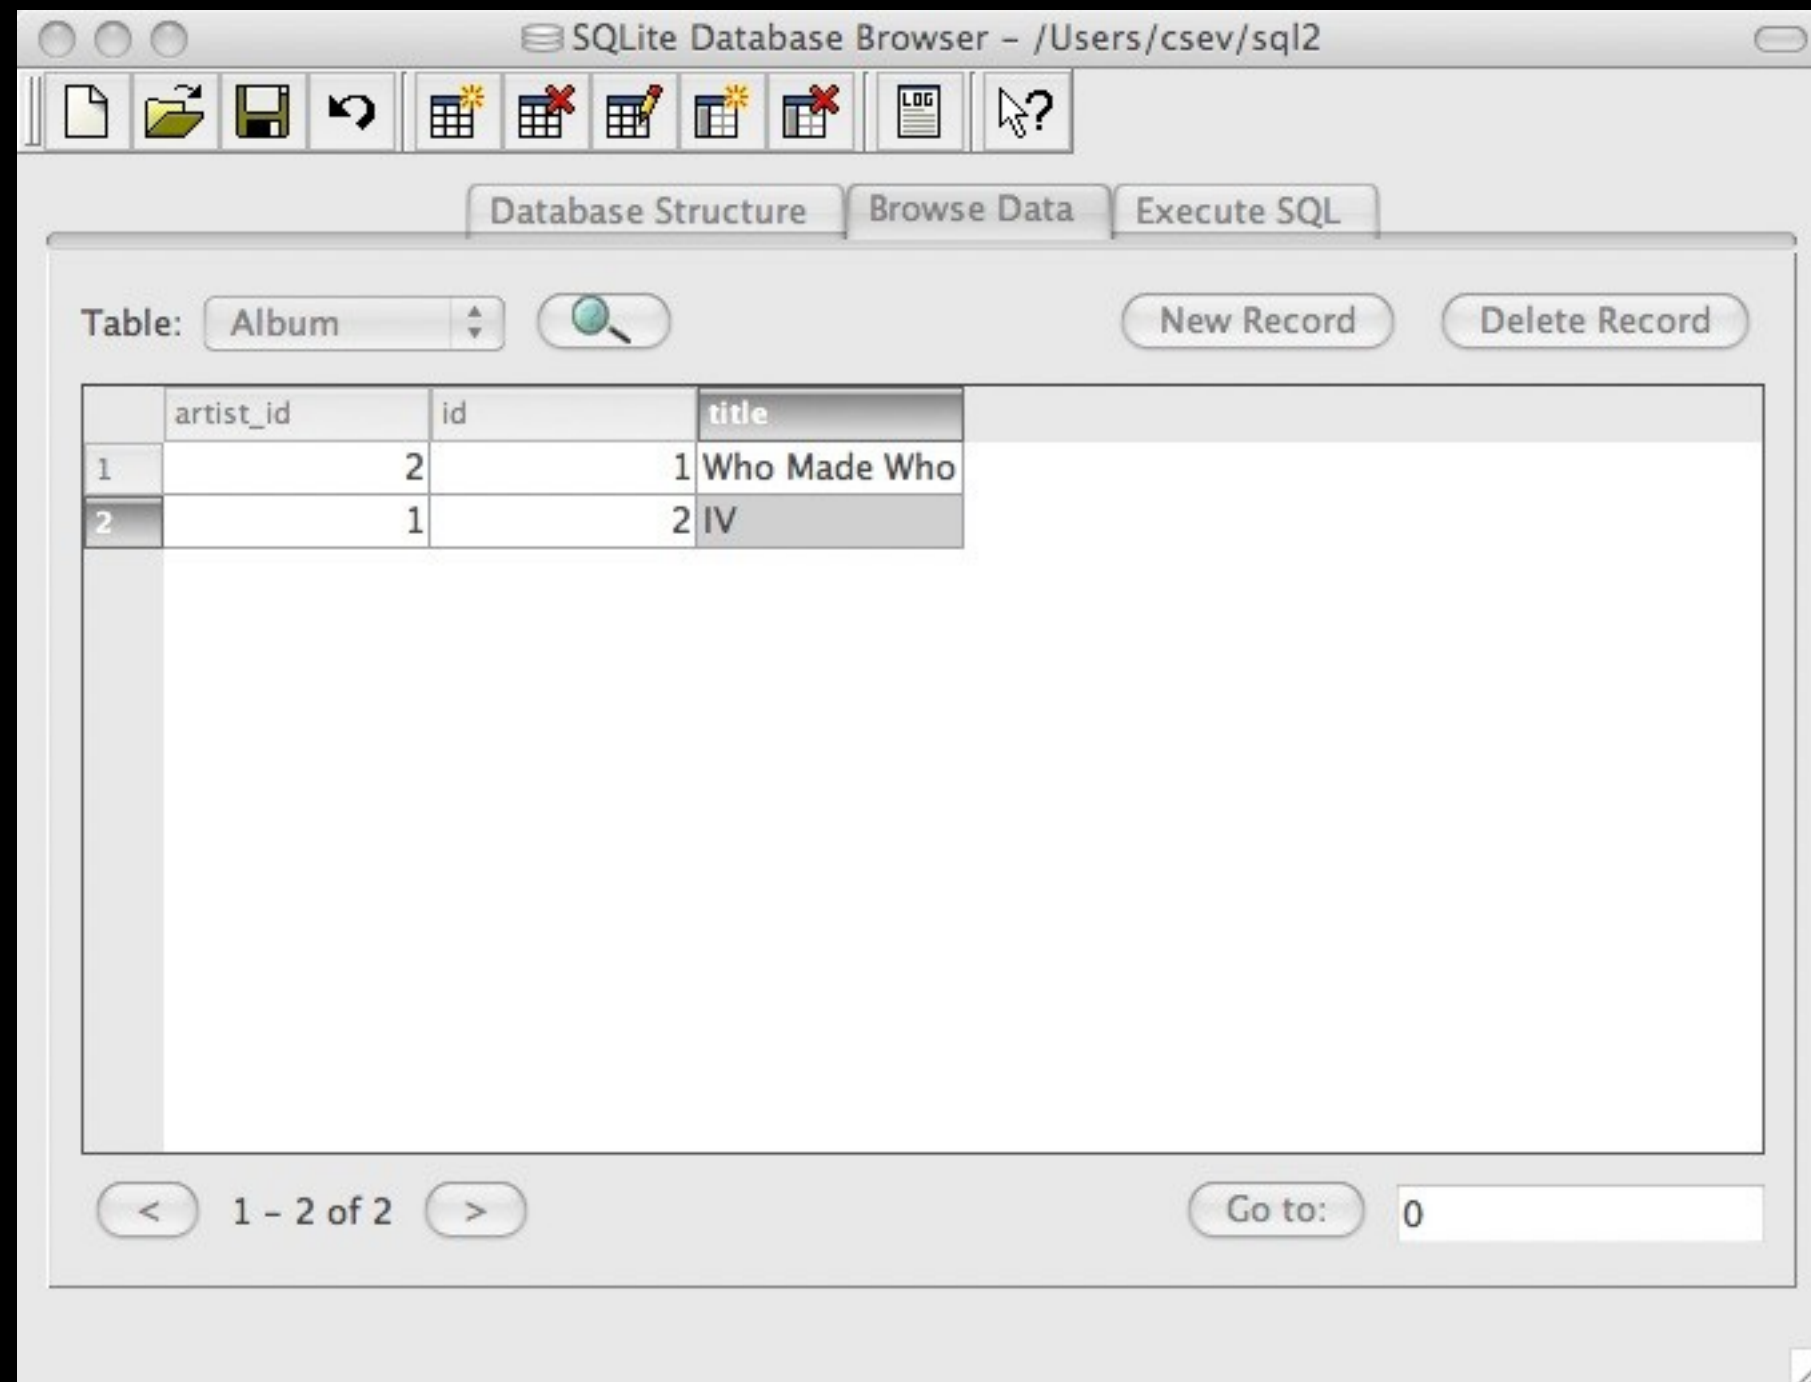 SQLite Database Browser – /Users/csev/sql2
LOG
?
Database Structure Browse Data Execute SQL
Table: Album New Record Delete Record
artist_id id title
1 2 1 Who Made Who
2 1 2 IV
< 1 – 2 of 2 > Go to: 0